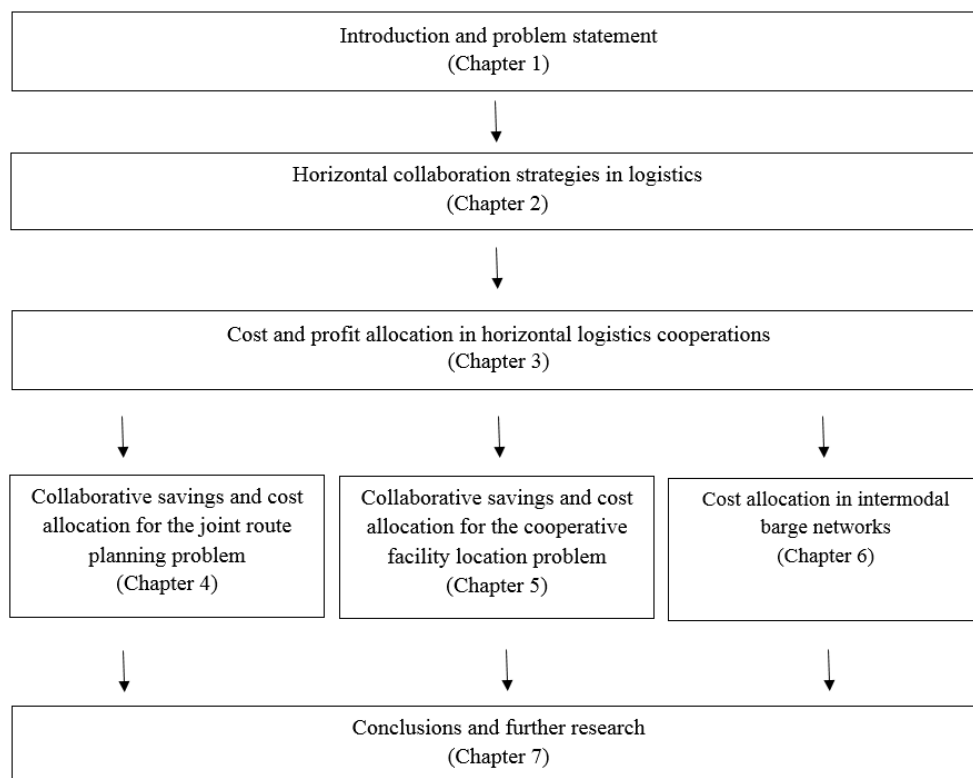 Introduction and problem statement
(Chapter 1)
Horizontal collaboration strategies in logistics
(Chapter 2)
Cost and profit allocation in horizontal logistics cooperations
(Chapter 3)
Collaborative savings and cost
allocation for the joint route
planning problem
(Chapter 4)
Collaborative savings and cost
allocation for the cooperative
facility location problem
(Chapter 5)
Cost allocation in intermodal
barge networks
(Chapter 6)
Conclusions and further research
(Chapter 7)